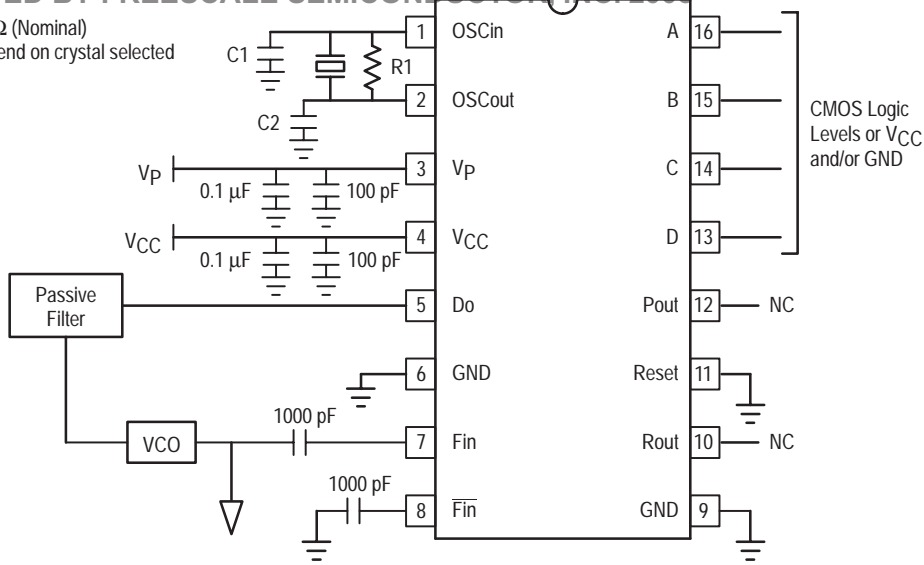 Ω (Nominal)
1 OSCin A 16
C1
R1
2 OSCout B 15
C2
CMOS Logic
Levels or VCC
and/or GND
VP 3 VP C 14
0.1 μF 100 pF
VCC 4 VCC D 13
0.1 μF 100 pF
Passive
Filter
5 Do Pout 12 NC
6 GND Reset 11
1000 pF
VCO 7 Fin Rout 10 NC
1000 pF
8 Fin GND 9
crystal selected